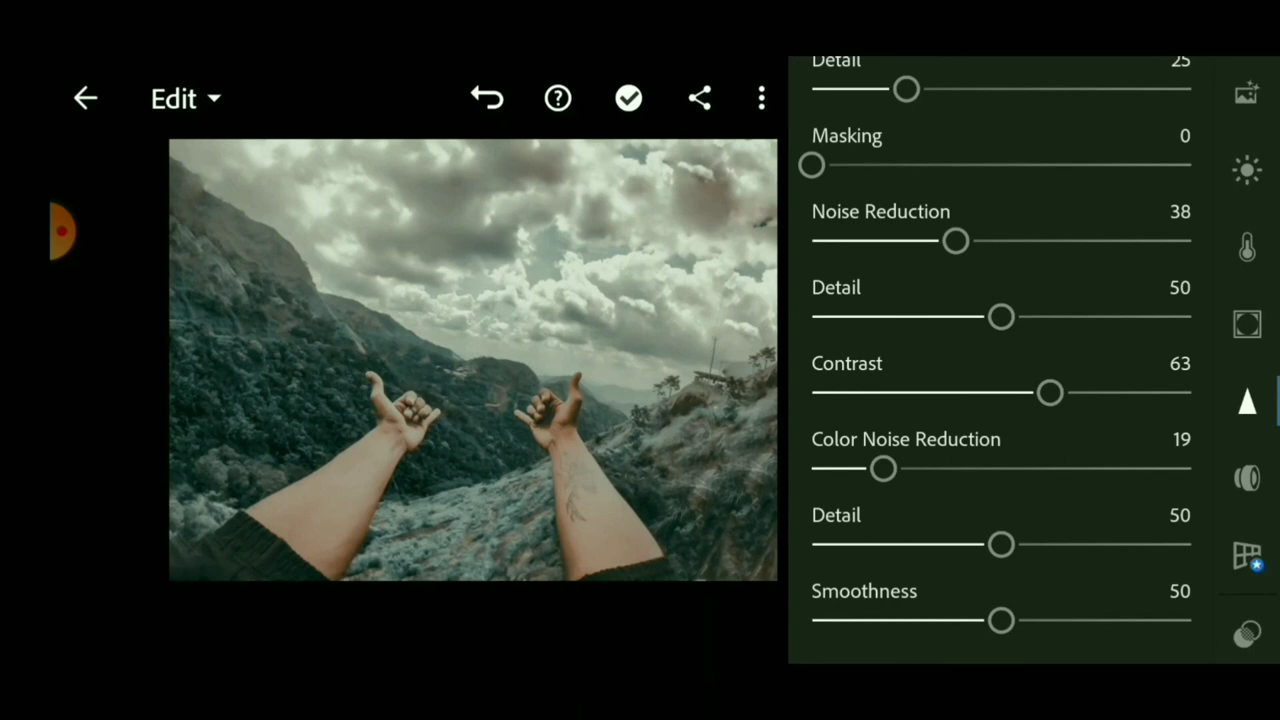 Edit
Detail 25
Masking 0
Noise Reduction 38
Detail 50
Contrast 63
Color Noise Reduction 19
Detail 50
Smoothness 50